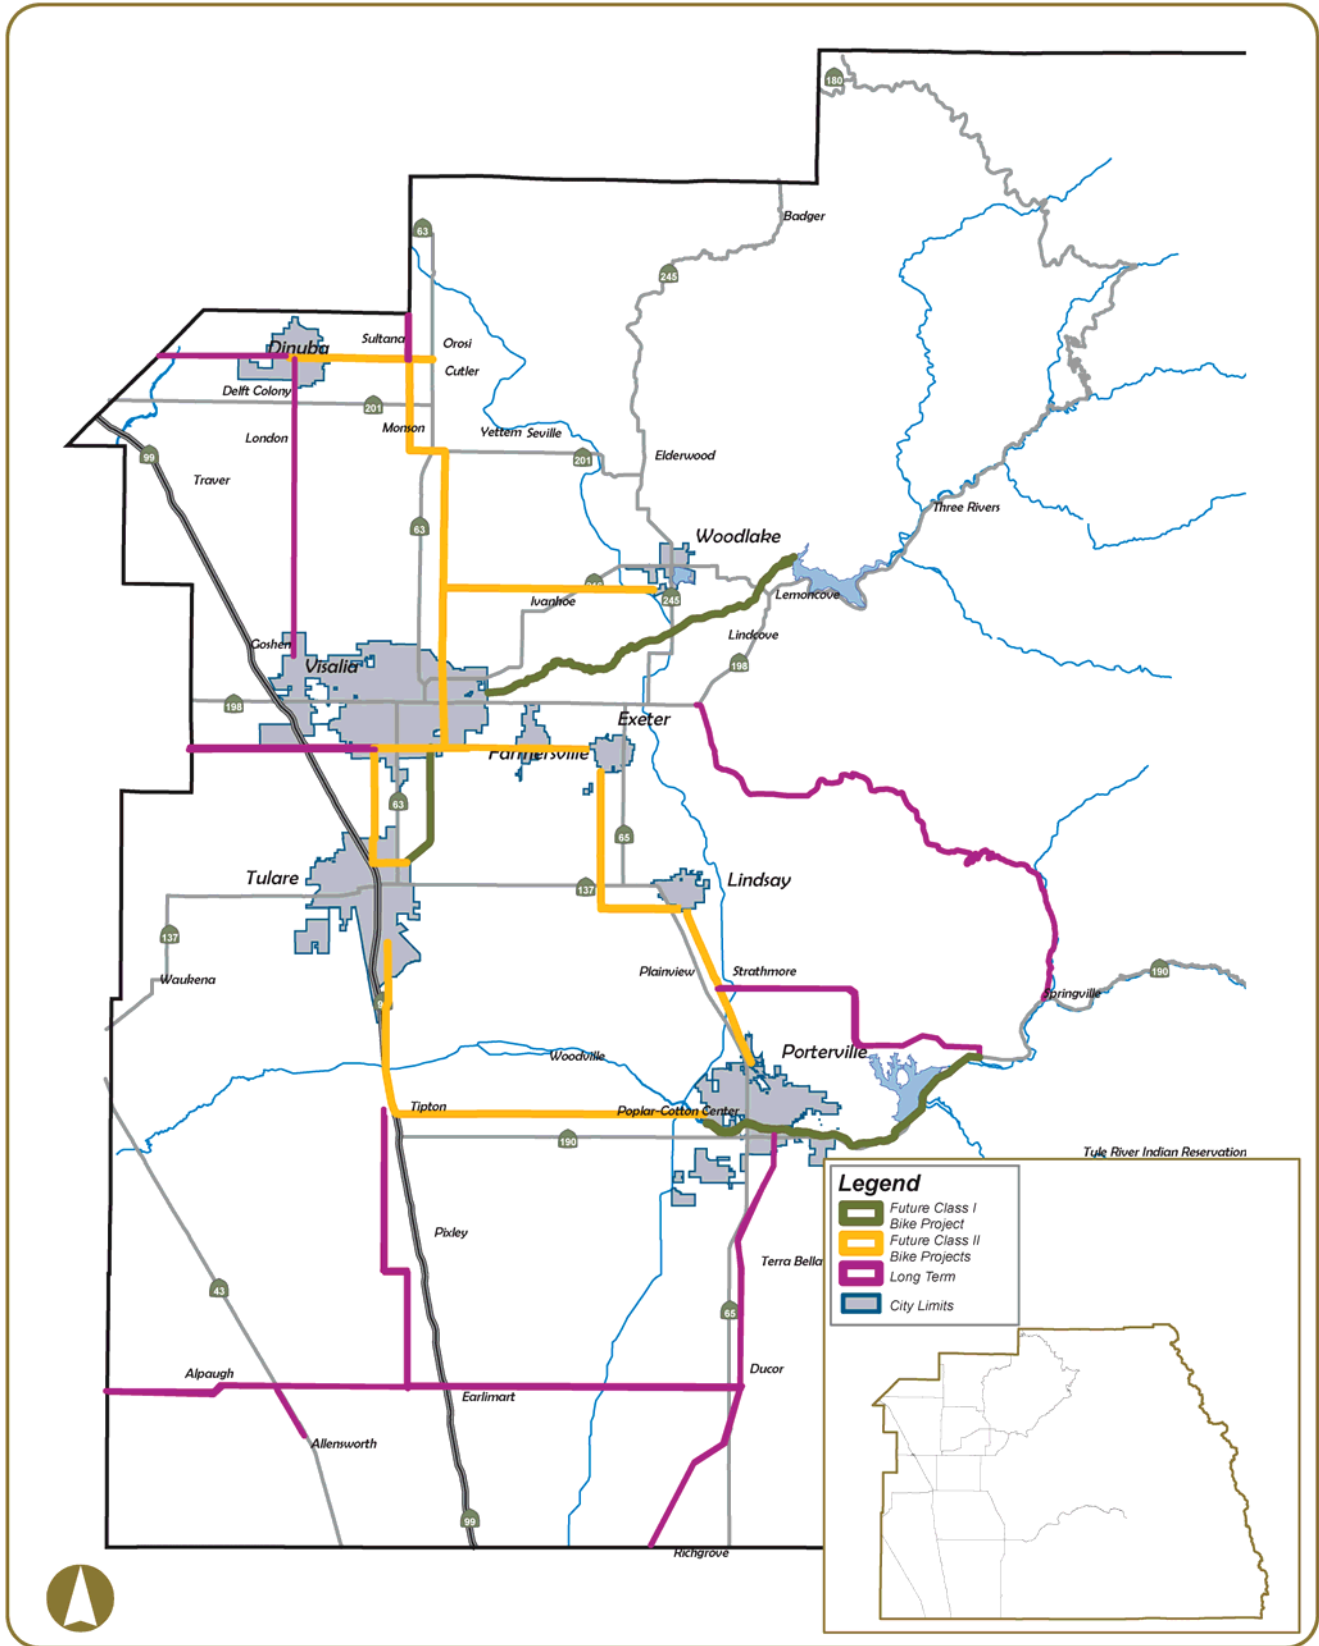 180
Badger
63
245
Sultana
Orosi
Dinuba
Cutler
Delft Colony
201
Monson
Yettem Seville
London
99
201
Elderwood
Traver
Three Rivers
63
Woodlake
Ivanhoe
245
Lemoncove
Lindcove
Goshen
Visalia
198
198
Exeter
Farmersville
63
65
Tulare
137
Lindsay
137
Waukena
Plainview
Strathmore
190
Springville
Woodville
Porterville
Tipton
Poplar-Cotton Center
190
Tule River Indian Reservation
Legend
Future Class I
Bike Project
Future Class II
Bike Projects
Long Term
City Limits
Pixley
Terra Bella
43
65
Alpaugh
Ducor
Earlimart
Allensworth
99
Richgrove